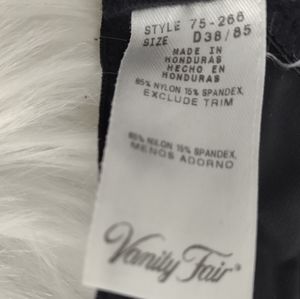 STYLE 75-268
SIZE D38/85
MADE IN
HONDURAS
HECHO EN
HONDURAS
85% NYLON 15% SPANDEX,
EXCLUDE TRIM
85% NYLON 15% SPANDEX,
MENOS ADORNO
Vanity Fair®